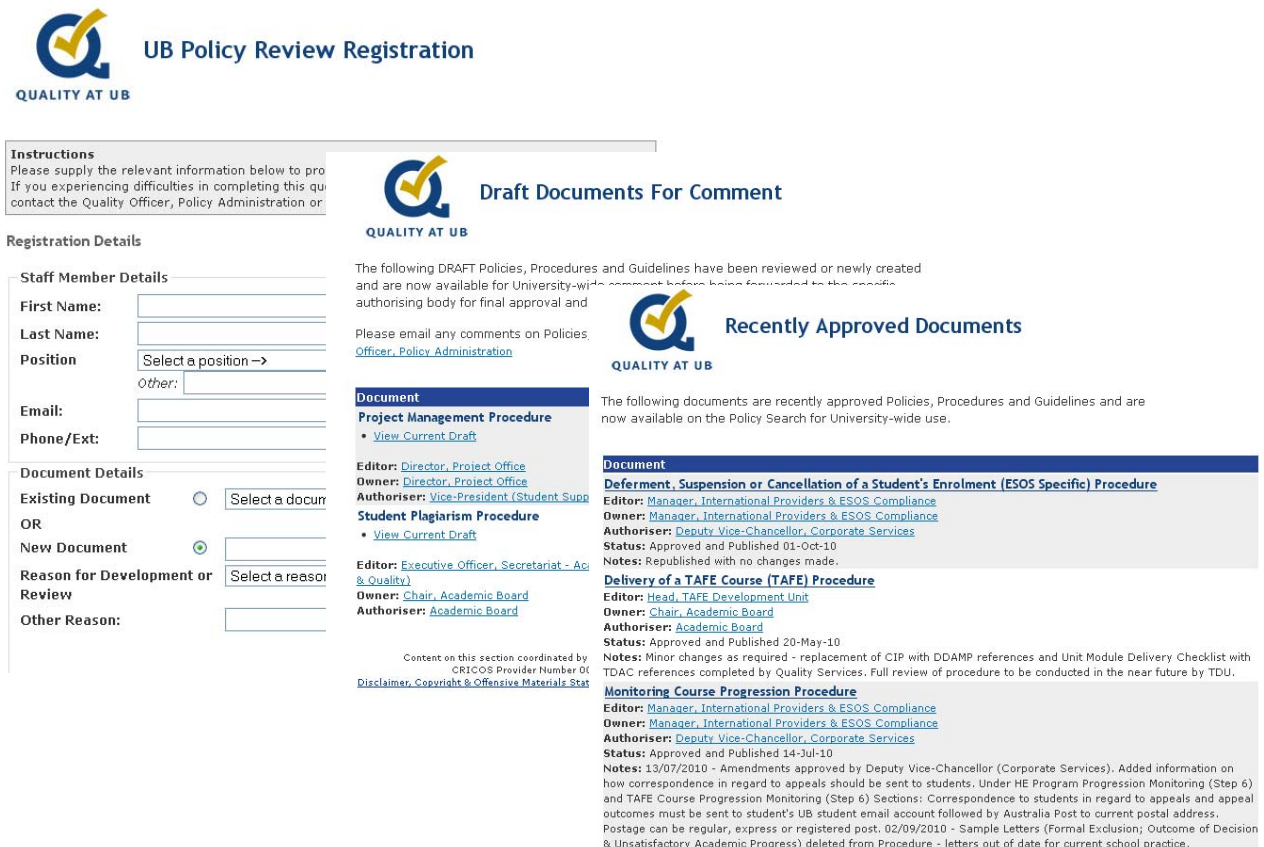 QUALITY AT UB
UB Policy Review Registration
Instructions
Please supply the relevant information below to pro
If you experiencing difficulties in completing this qu
contact the Quality Officer, Policy Administration or
Registration Details
Staff Member Details
First Name:
Last Name:
Position
Select a position -->
Other:
Email:
Phone/Ext:
Document Details
Existing Document
Select a docum
OR
New Document
Reason for Development or
Review
Select a reason
Other Reason:
QUALITY AT UB
Draft Documents For Comment
The following DRAFT Policies, Procedures and Guidelines have been reviewed or newly created
and are now available for University-wide comment before being forwarded to the specific
authorising body for final approval and
Please email any comments on Policies,
Officer, Policy Administration
Document
Project Management Procedure
• View Current Draft
Editor: Director, Project Office
Owner: Director, Project Office
Authoriser: Vice-President (Student Supp
Student Plagiarism Procedure
• View Current Draft
Editor: Executive Officer, Secretariat - Aca
& Quality)
Owner: Chair, Academic Board
Authoriser: Academic Board
Content on this section coordinated by
CRICOS Provider Number 00
Disclaimer, Copyright & Offensive Materials Stat
QUALITY AT UB
Recently Approved Documents
The following documents are recently approved Policies, Procedures and Guidelines and are
now available on the Policy Search for University-wide use.
Document
Deferment, Suspension or Cancellation of a Student's Enrolment (ESOS Specific) Procedure
Editor: Manager, International Providers & ESOS Compliance
Owner: Manager, International Providers & ESOS Compliance
Authoriser: Deputy Vice-Chancellor, Corporate Services
Status: Approved and Published 01-Oct-10
Notes: Republished with no changes made.
Delivery of a TAFE Course (TAFE) Procedure
Editor: Head, TAFE Development Unit
Owner: Chair, Academic Board
Authoriser: Academic Board
Status: Approved and Published 20-May-10
Notes: Minor changes as required - replacement of CIP with DDAMP references and Unit Module Delivery Checklist with
TDAC references completed by Quality Services. Full review of procedure to be conducted in the near future by TDU.
Monitoring Course Progression Procedure
Editor: Manager, International Providers & ESOS Compliance
Owner: Manager, International Providers & ESOS Compliance
Authoriser: Deputy Vice-Chancellor, Corporate Services
Status: Approved and Published 14-Jul-10
Notes: 13/07/2010 - Amendments approved by Deputy Vice-Chancellor (Corporate Services). Added information on
how correspondence in regard to appeals should be sent to students. Under HE Program Progression Monitoring (Step 6)
and TAFE Course Progression Monitoring (Step 6) Sections: Correspondence to students in regard to appeals and appeal
outcomes must be sent to student's UB student email account followed by Australia Post to current postal address.
Postage can be regular, express or registered post. 02/09/2010 - Sample Letters (Formal Exclusion; Outcome of Decision
& Unsatisfactory Academic Progress) deleted from Procedure - letters out of date for current school practice.